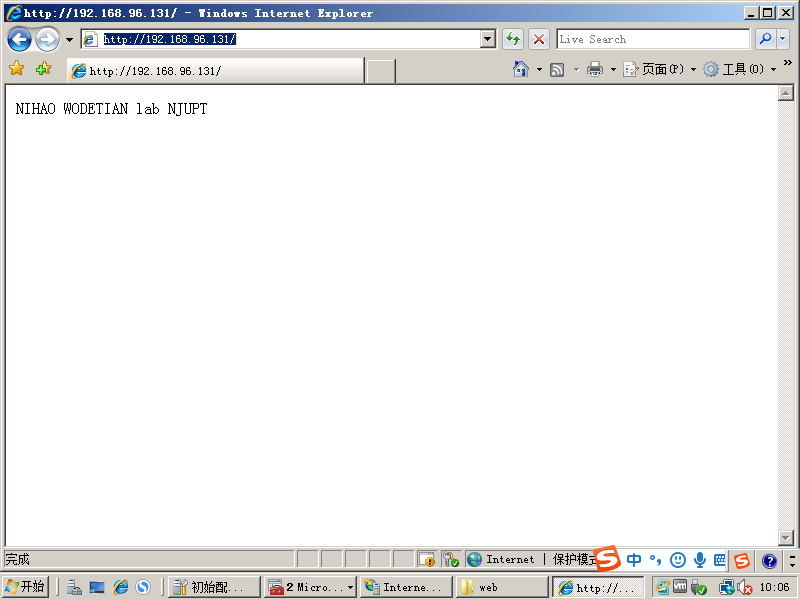 http://192.168.96.131/ - Windows Internet Explorer
http://192.168.96.131/
Live Search
http://192.168.96.131/
页面(P)
工具(O)
NIHAO WODETIAN lab NJUPT
完成
Internet | 保护模式
中
开始
初始配...
2 Micro...
Interne...
web
http://...
10:06